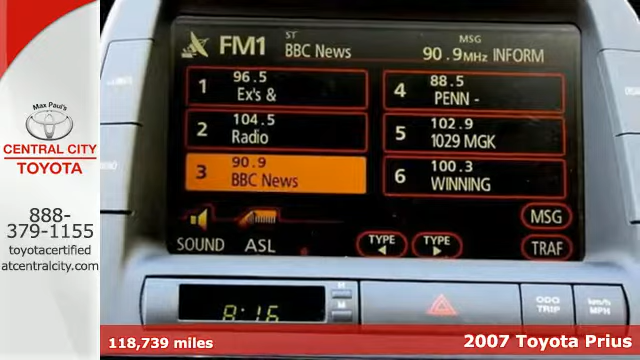 Max Paul's
CENTRAL CITY
TOYOTA
888-
379-1155
toyotacertified
atcentralcity.com
FM1
ST
BBC News
MSG
90.9MHz INFORM
1 96.5 Ex's &
2 104.5 Radio
3 90.9 BBC News
4 88.5 PENN -
5 102.9 1029 MGK
6 100.3 WINNING
MSG
SOUND
ASL
TYPE
TYPE
TRAF
8:16
H
M
ODO
TRIP
km/h
MPH
118,739 miles
2007 Toyota Prius